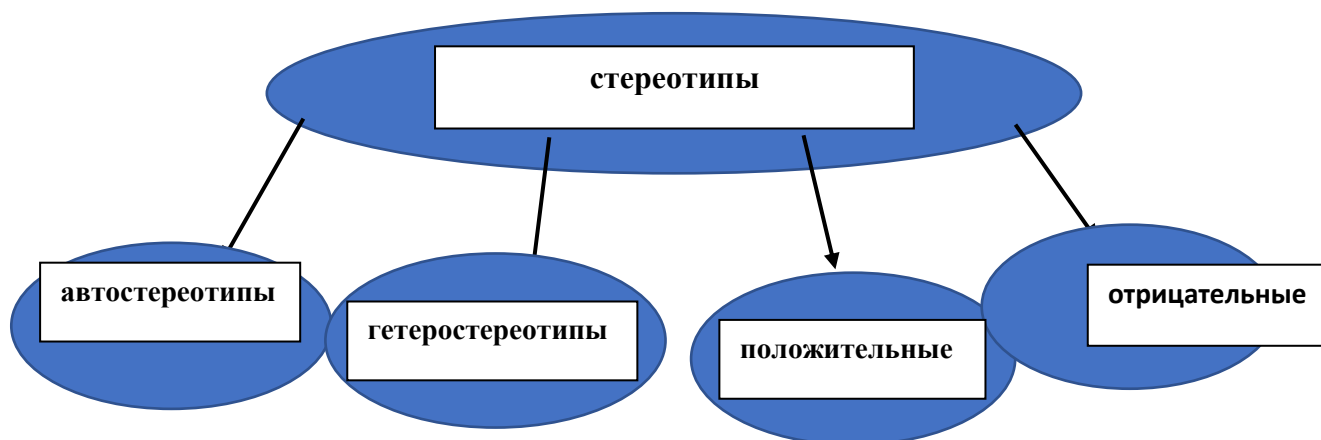 стереотипы
автостереотипы
гетеростереотипы
положительные
отрицательные